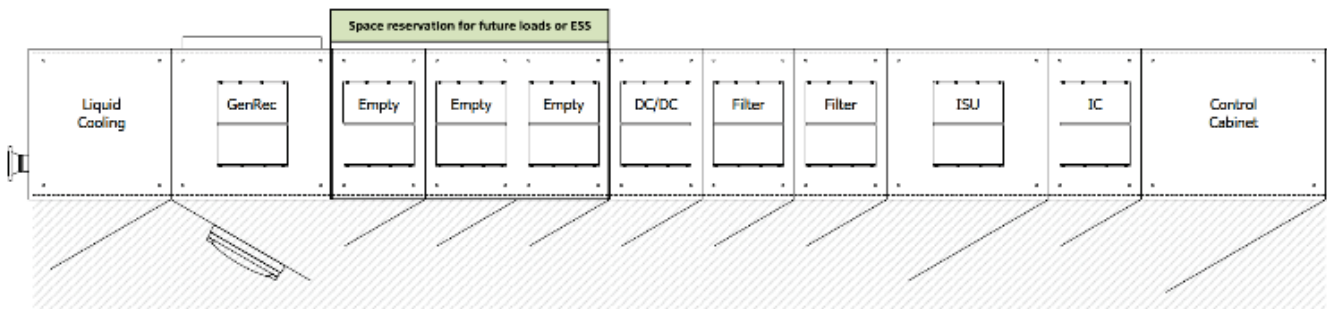 Space reservation for future loads or ESS
Liquid
Cooling
GenRec
Empty
Empty
Empty
DC/DC
Filter
Filter
ISU
IC
Control
Cabinet